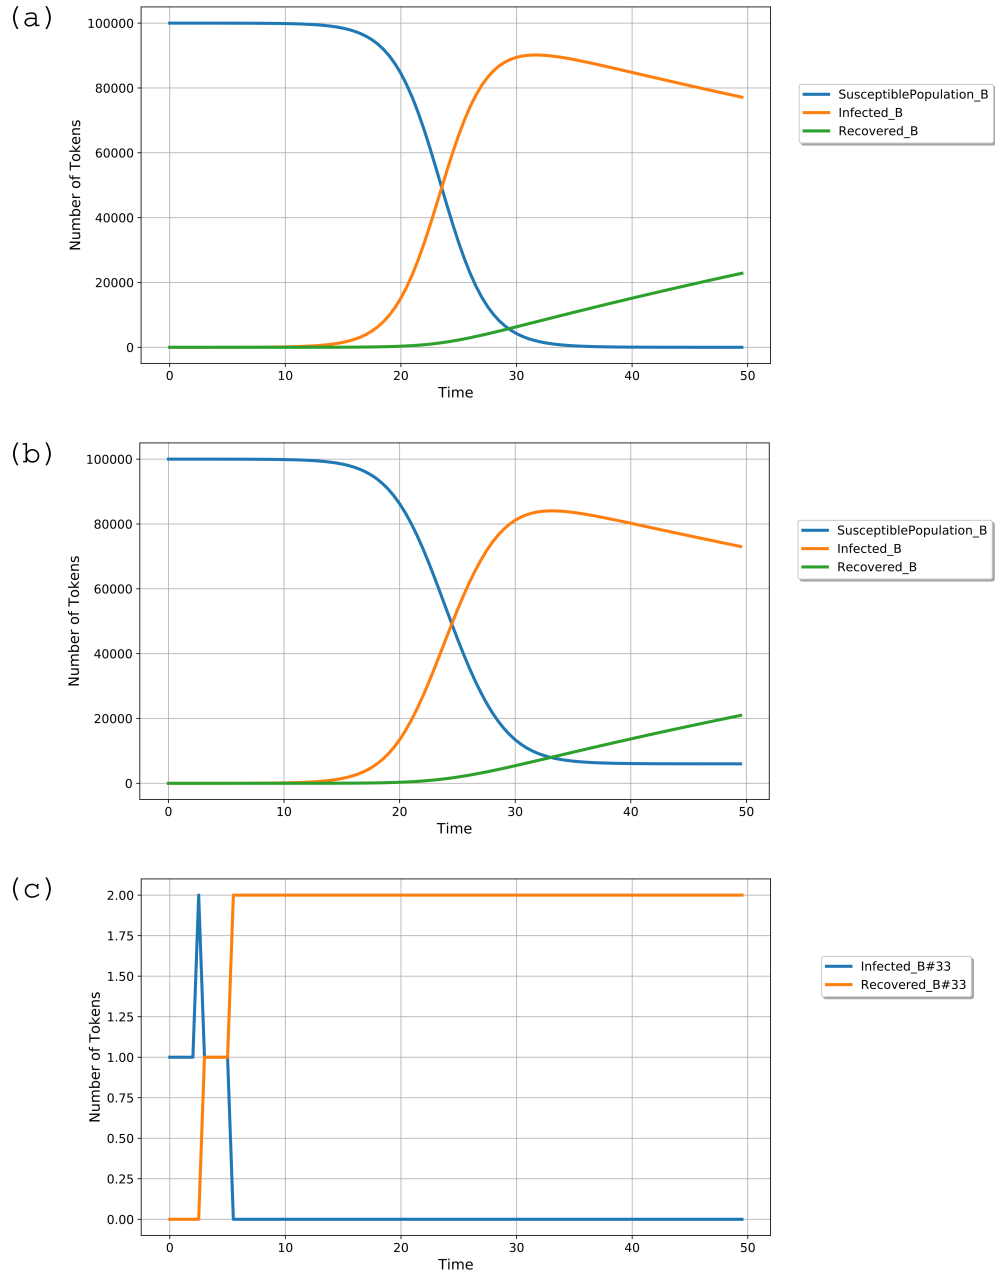 (a)
100000
80000
60000
40000
20000
0
Number of Tokens
0 10 20 30 40 50
Time
SusceptiblePopulation_B
Infected_B
Recovered_B
(b)
100000
80000
60000
40000
20000
0
Number of Tokens
0 10 20 30 40 50
Time
SusceptiblePopulation_B
Infected_B
Recovered_B
(c)
2.00
1.75
1.50
1.25
1.00
0.75
0.50
0.25
0.00
Number of Tokens
0 10 20 30 40 50
Time
Infected_B#33
Recovered_B#33